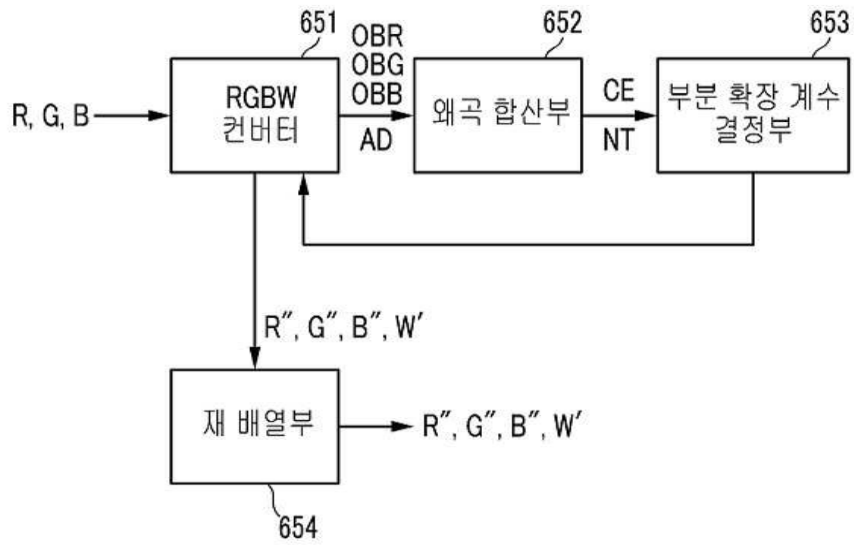 651
652
653
R, G, B
RGBW
컨버터
OBR
OBG
OBB
AD
왜곡 합산부
CE
NT
부분 확장 계수
결정부
R″, G″, B″, W′
재 배열부
R″, G″, B″, W′
654